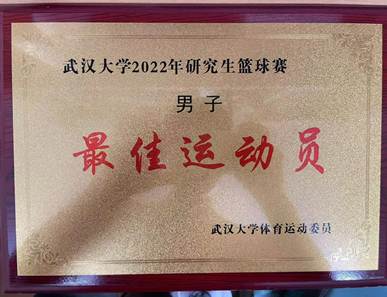 武汉大学2022年研究生篮球赛
男子
最佳运动员
武汉大学体育运动委员